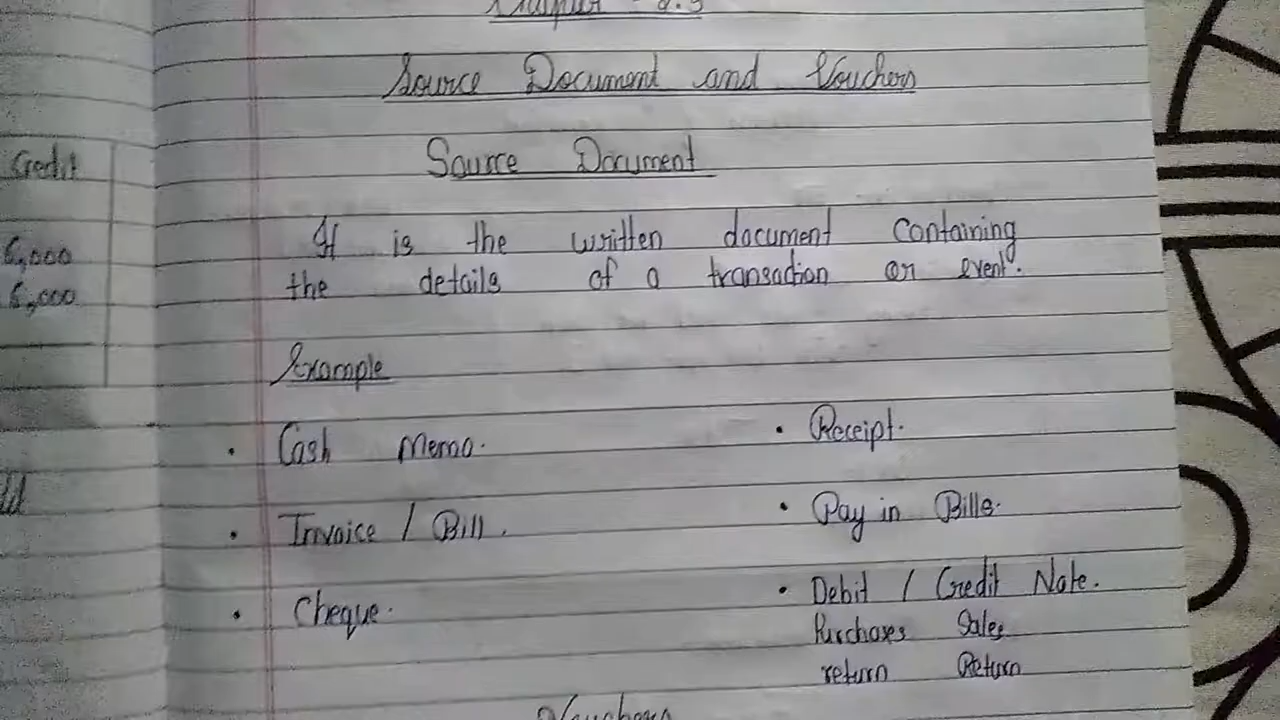 Source Document and Vouchers
Source Document
Credit
It is the written document containing
6,000
the details of a transaction or event.
6,000
Example
Cash Memo.
• Receipt.
• Invoice / Bill.
• Pay in Bills.
• Cheque.
• Debit / Credit Note.
Purchases Sales
return Return
Vouchers